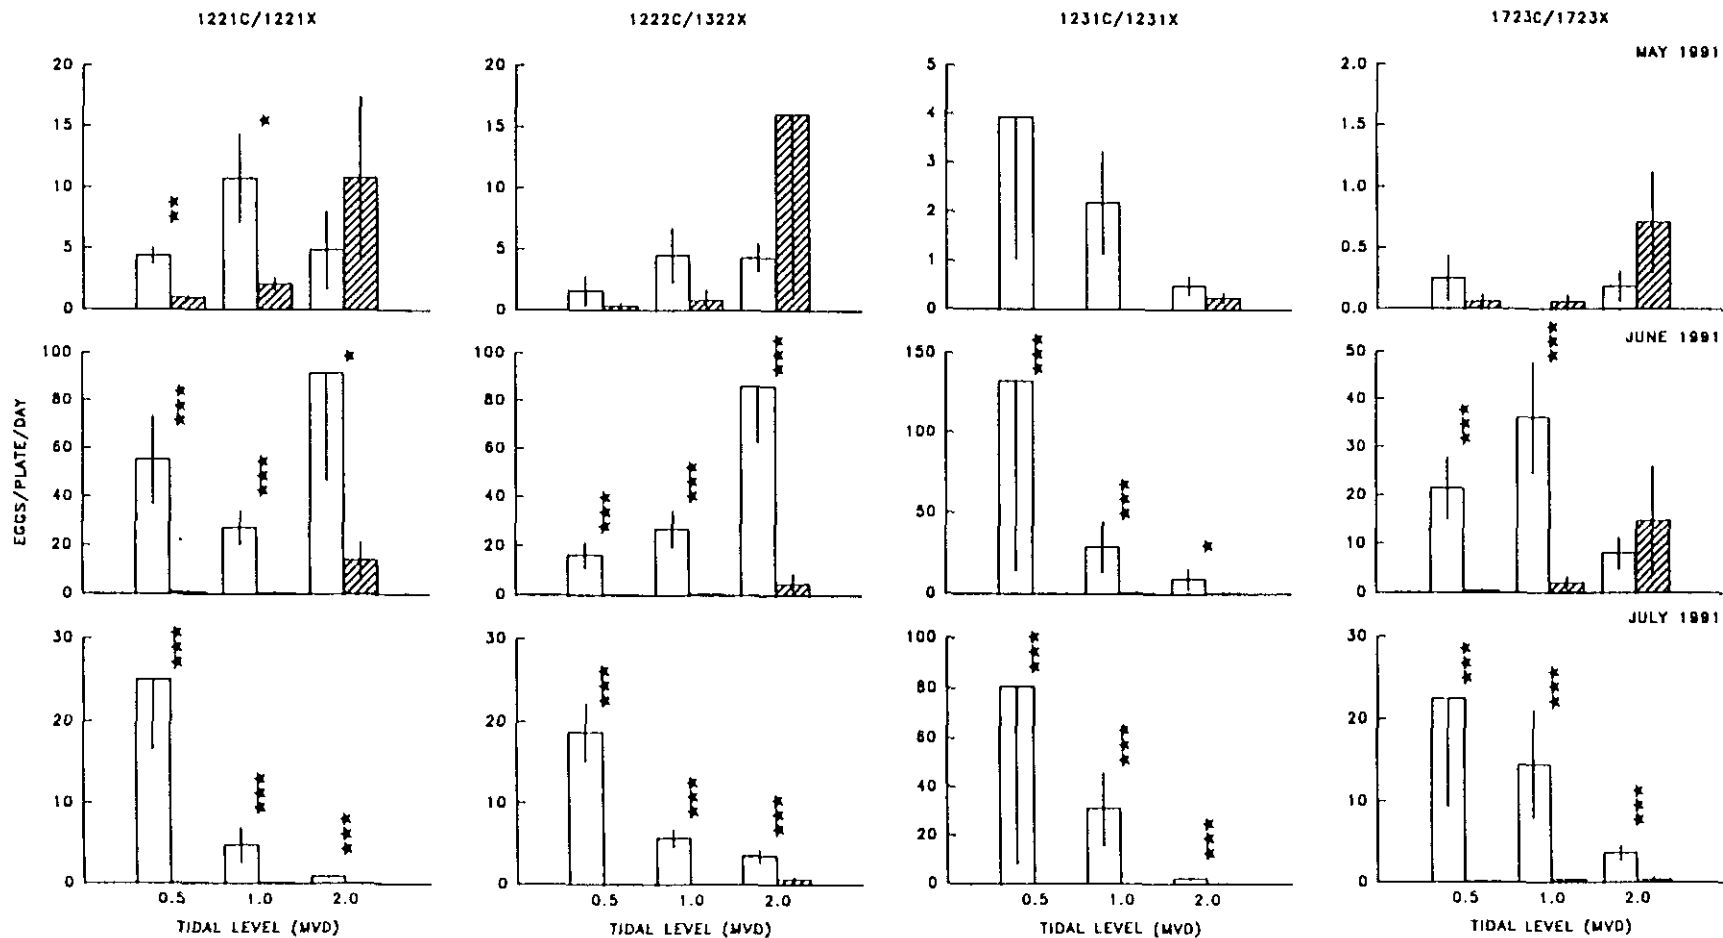 1221C/1221X 1222C/1322X 1231C/1231X 1723C/1723X
MAY 1991
20 20 5 2.0
15 15 4 1.5
10 10 3 1.0
5 5 2 0.5
0 0 1 0.0
0
★★ ★
JUNE 1991
100 100 150 50
80 80 100 40
60 60 50 30
40 40 0 20
20 20 10
0 0 0
★★★ ★★★ ★ ★★★ ★★★ ★★★ ★★★ ★★★ ★ ★★★ ★★★
EGGS/PLATE/DAY
JULY 1991
30 30 100 30
20 20 80 20
10 10 60 10
0 0 40 0
20
0
★★★ ★★★ ★★★ ★★★ ★★★ ★★★ ★★★ ★★★ ★★★ ★★★ ★★★ ★★★
0.5 1.0 2.0 0.5 1.0 2.0 0.5 1.0 2.0 0.5 1.0 2.0
TIDAL LEVEL (MVD) TIDAL LEVEL (MVD) TIDAL LEVEL (MVD) TIDAL LEVEL (MVD)